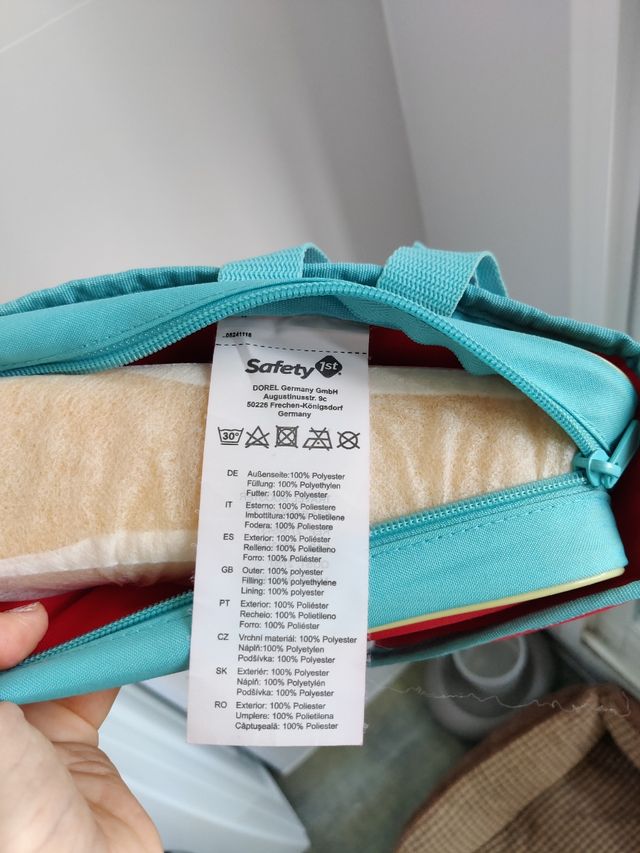 Safety 1st
DOREL Germany GmbH
Augustinusstr. 9c
50226 Frechen-Königsdorf
Germany
30°
DE Außenseite:100% Polyester
Füllung: 100% Polyethylen
Futter: 100% Polyester
IT Esterno: 100% Poliestere
Imbottitura:100% Polietilene
Fodera: 100% Poliestere
ES Exterior: 100% Poliéster
Relleno: 100% Polietileno
Forro: 100% Poliéster
GB Outer: 100% polyester
Filling: 100% polyethylene
Lining: 100% polyester
PT Exterior: 100% Poliéster
Recheio: 100% Polietileno
Forro: 100% Poliéster
CZ Vrchní materiál: 100% Polyester
Náplň: 100%Polyetylen
Podšívka: 100% Polyester
SK Exteriér: 100% Polyester
Náplň: 100% Polyetylén
Podšívka: 100% Polyester
RO Exterior: 100% Poliester
Umplere: 100% Polietilena
Căptușeală: 100% Poliester